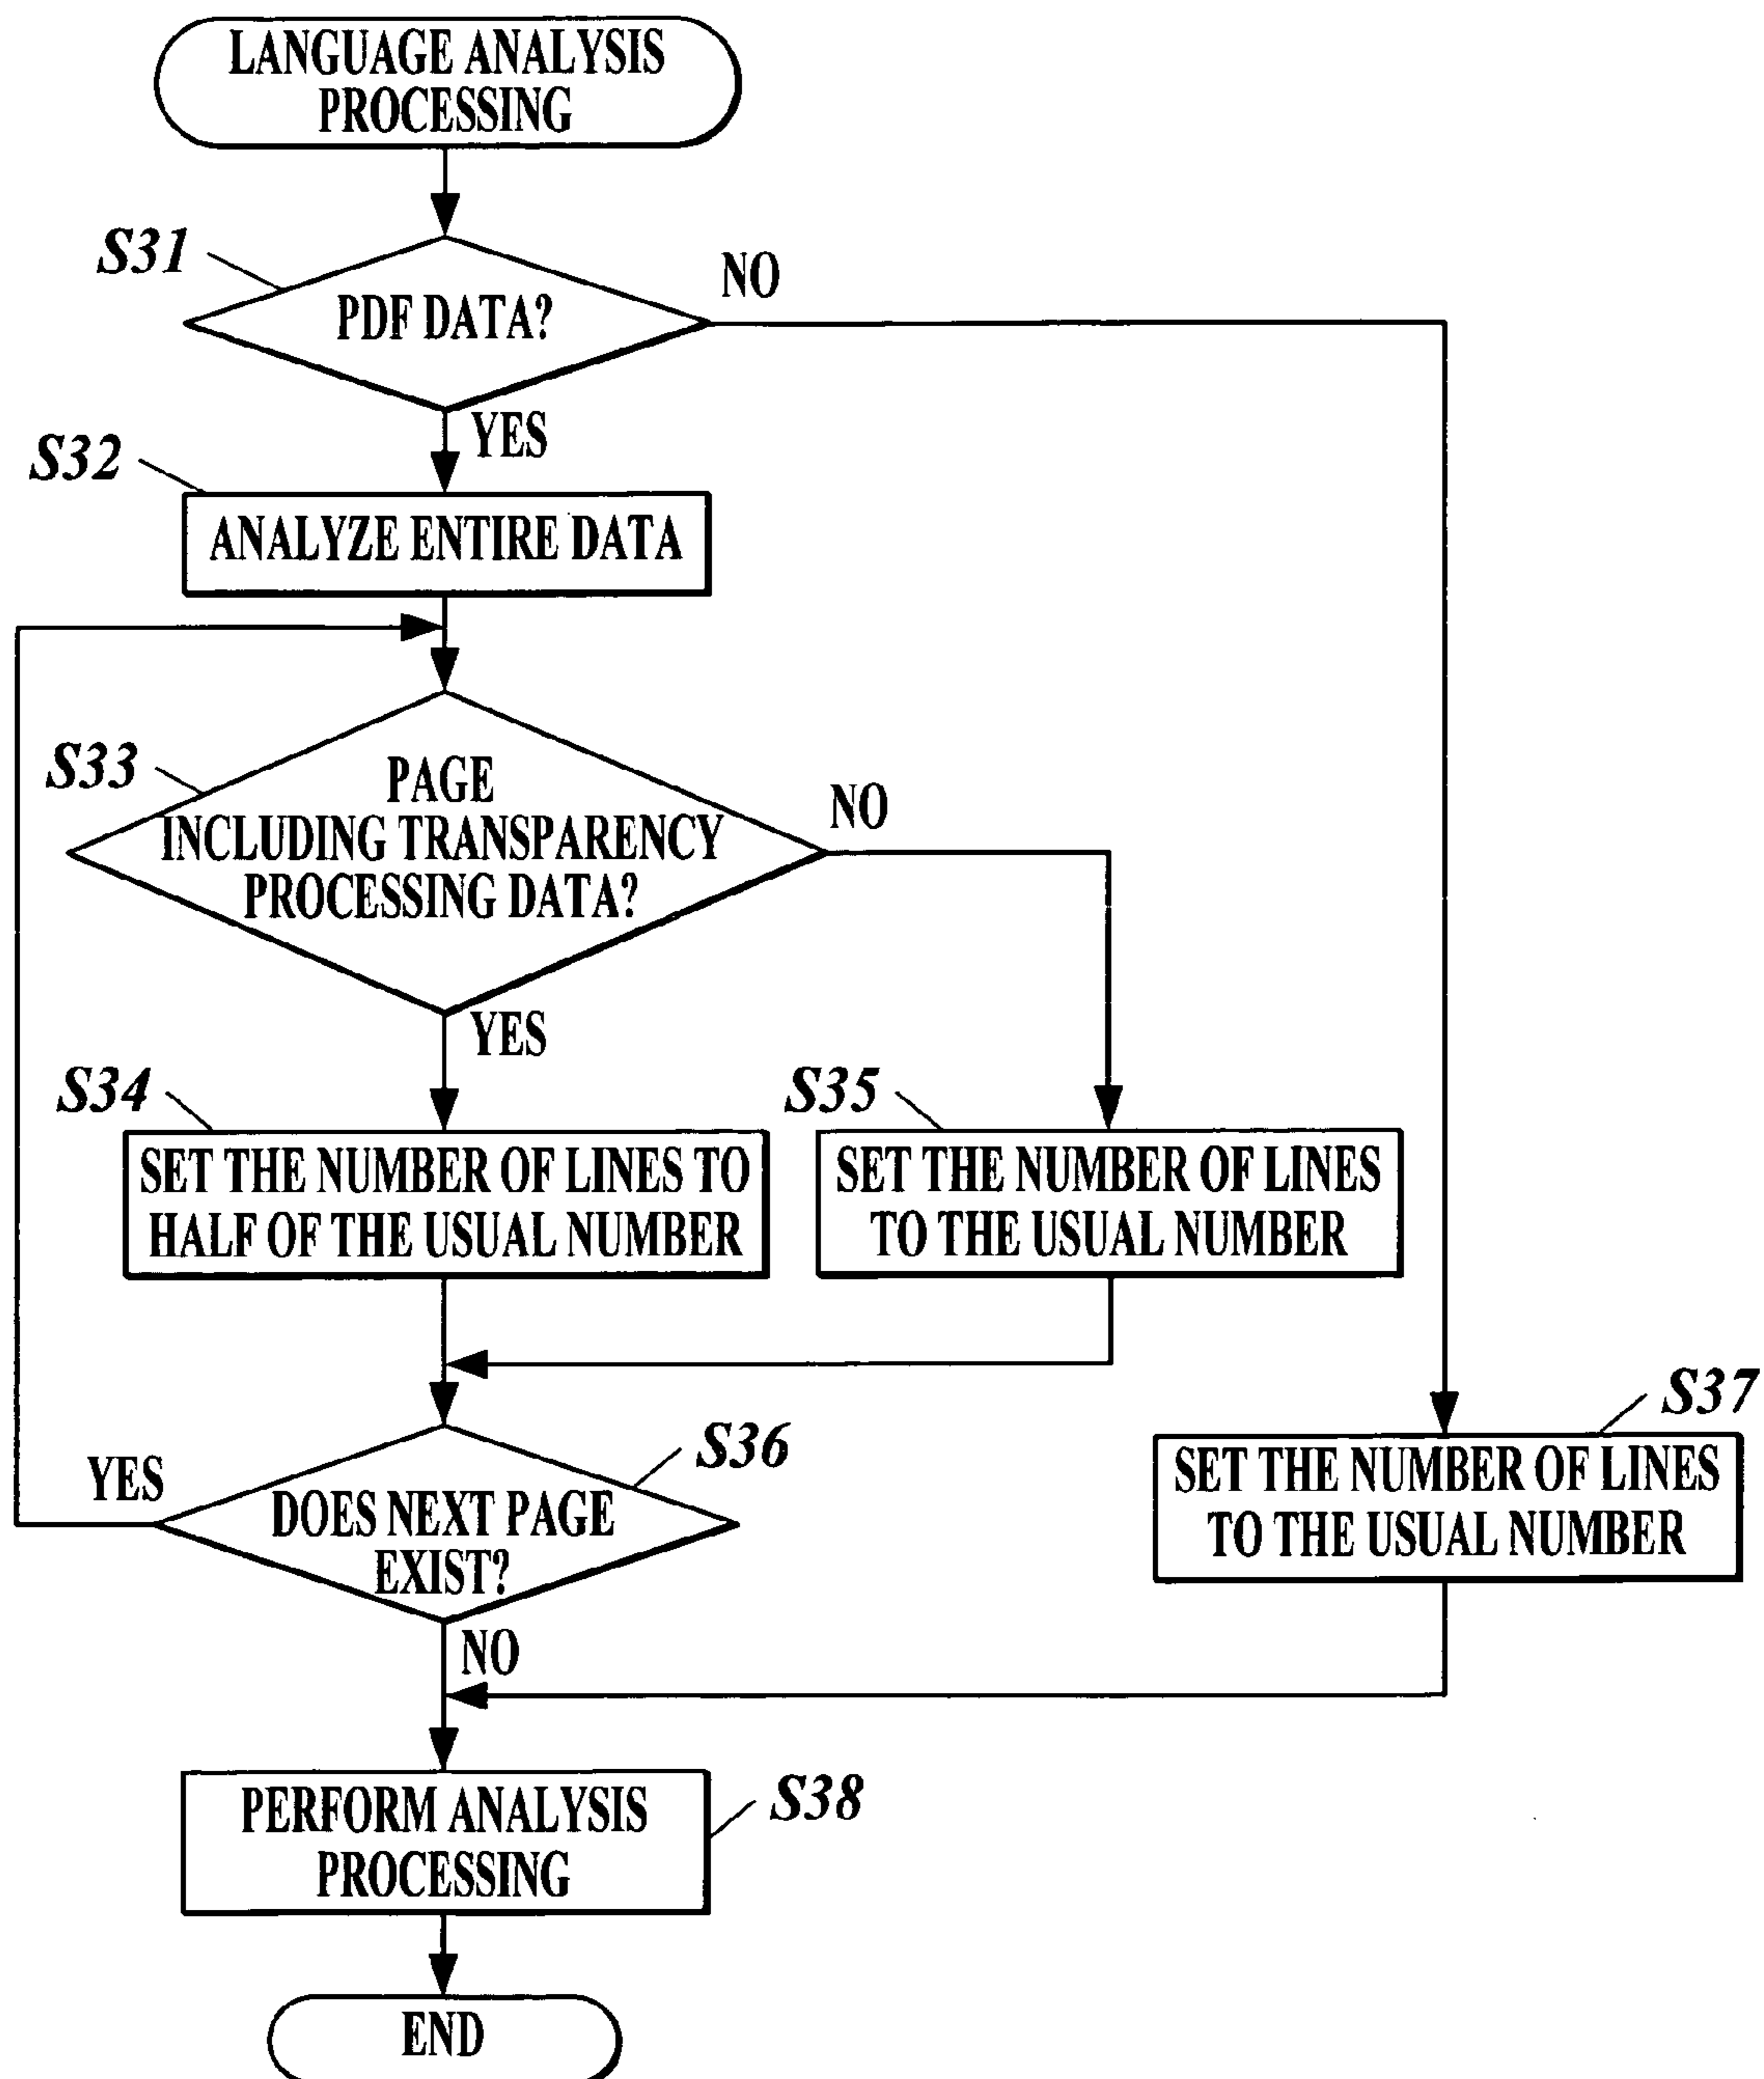 LANGUAGE ANALYSIS
PROCESSING
S31
PDF DATA?
NO
YES
S32
ANALYZE ENTIRE DATA
S33
PAGE
INCLUDING TRANSPARENCY
PROCESSING DATA?
NO
YES
S34
SET THE NUMBER OF LINES TO
HALF OF THE USUAL NUMBER
S35
SET THE NUMBER OF LINES
TO THE USUAL NUMBER
S36
DOES NEXT PAGE
EXIST?
YES
NO
S37
SET THE NUMBER OF LINES
TO THE USUAL NUMBER
S38
PERFORM ANALYSIS
PROCESSING
END